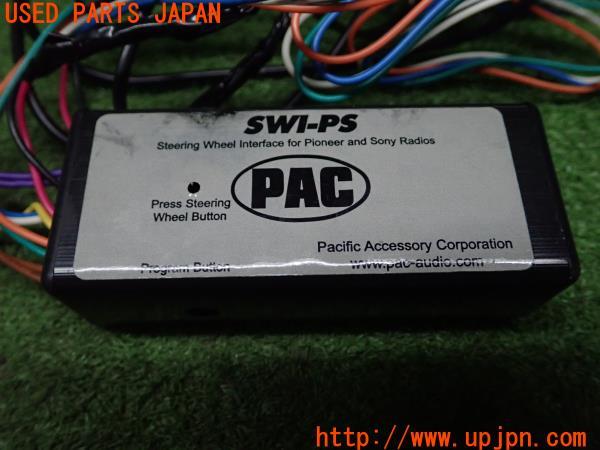 USED PARTS JAPAN
SWI-PS
Steering Wheel Interface for Pioneer and Sony Radios
PAC
Press Steering
Wheel Button
Pacific Accessory Corporation
Program Button
www.pac-audio.com
http://www.upjpn.com